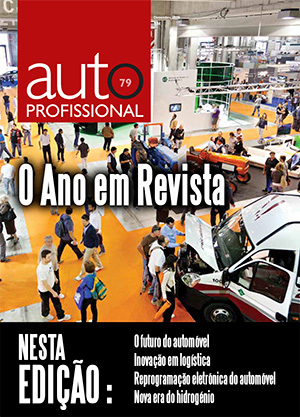 auto
79
PROFISSIONAL
O Ano em Revista
NESTA
EDIÇÃO :
O futuro do automóvel
Inovação em logística
Reprogramação eletrônica do automóvel
Nova era do hidrogénio